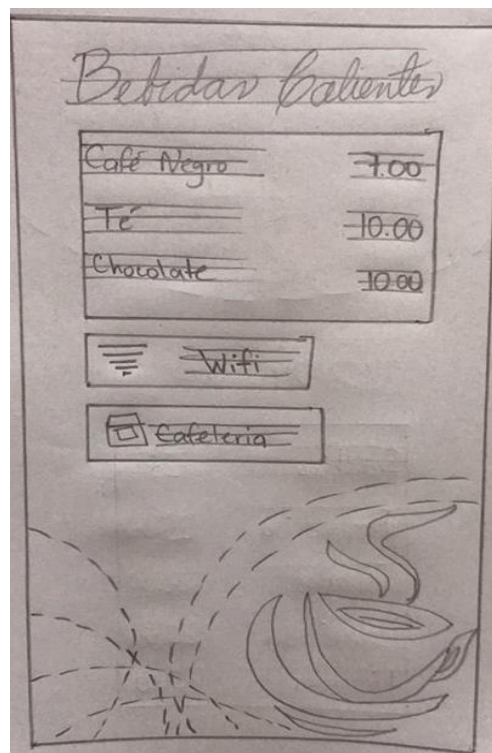 Bebidas Calientes
Café Negro 7.00
Té 10.00
Chocolate 10.00
Wifi
Cafeteria